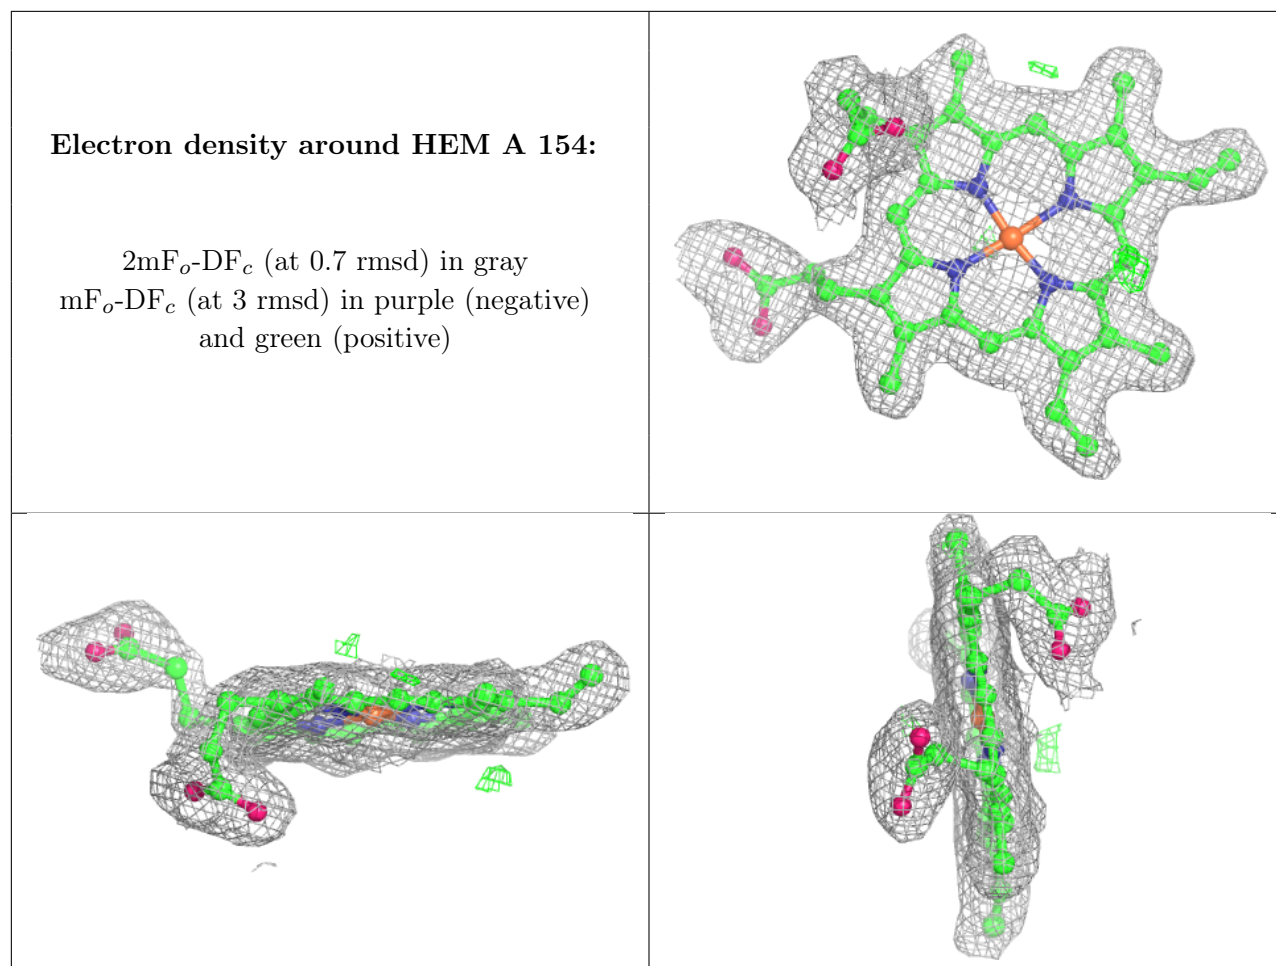 Electron density around HEM A 154:
2mFo-DFc (at 0.7 rmsd) in gray
mFo-DFc (at 3 rmsd) in purple (negative)
and green (positive)